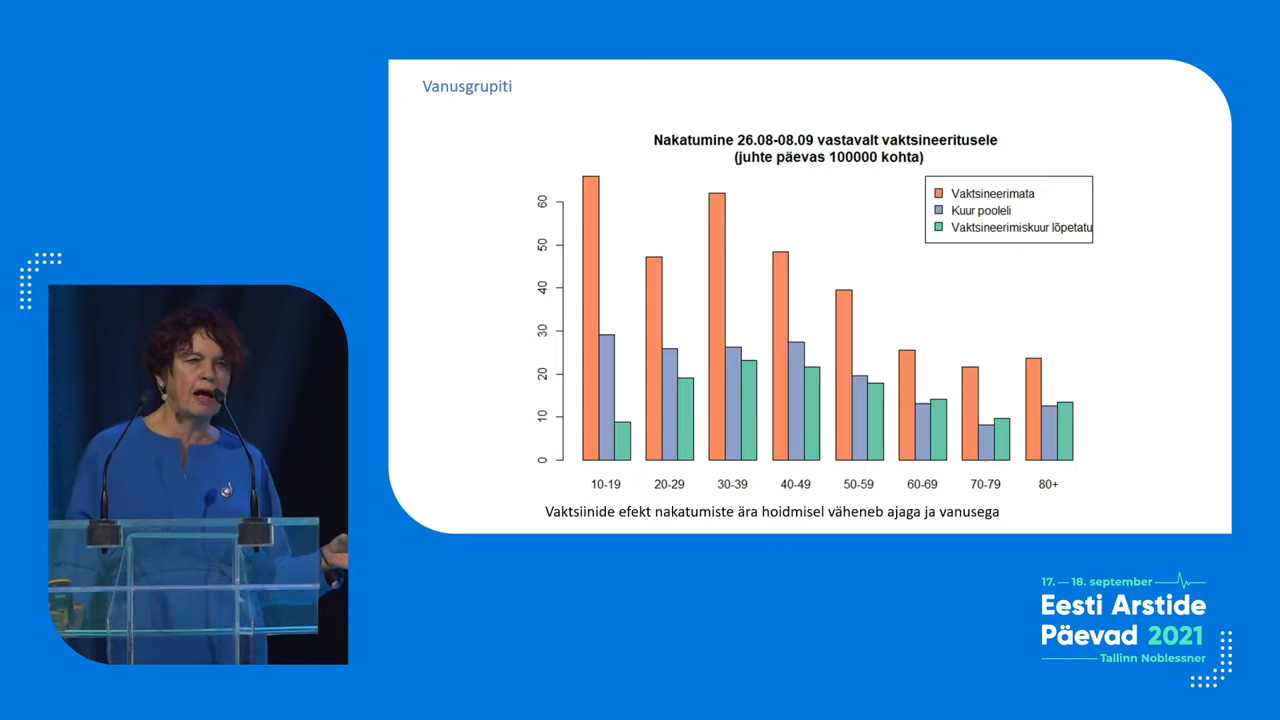 Vanusgrupiti
Nakatumine 26.08-08.09 vastavalt vaktsineeritusele
(juhte päevas 100000 kohta)
Vaktsineerimata
Kuur pooleli
Vaktsineerimiskuur lõpetatu
60
50
40
30
20
10
0
10-19 20-29 30-39 40-49 50-59 60-69 70-79 80+
Vaktsiinide efekt nakatumiste ära hoidmisel väheneb ajaga ja vanusega
17. — 18. september
Eesti Arstide
Päevad 2021
Tallinn Noblessner